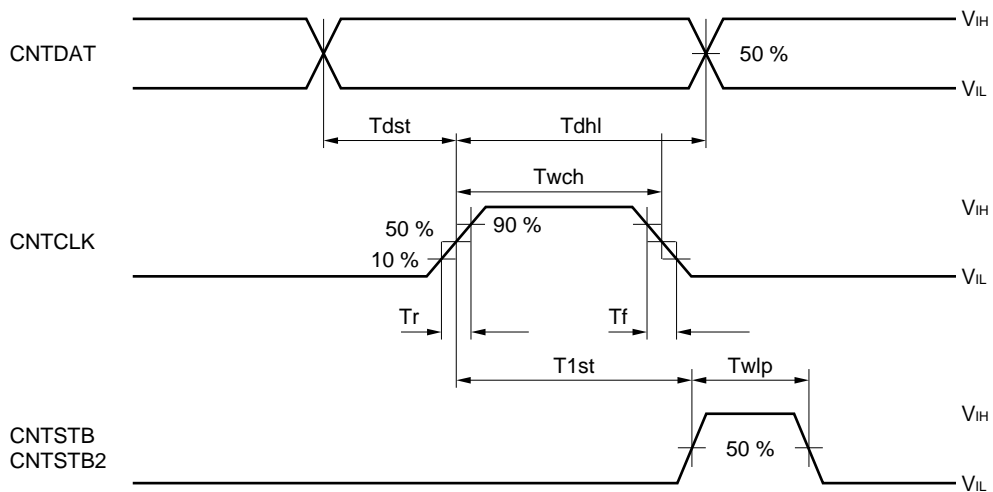 VIH
CNTDAT
50 %
VIL
Tdst
Tdhl
Twch
VIH
90 %
50 %
CNTCLK
10 %
VIL
Tr
Tf
T1st
Twlp
VIH
CNTSTB
CNTSTB2
50 %
VIL